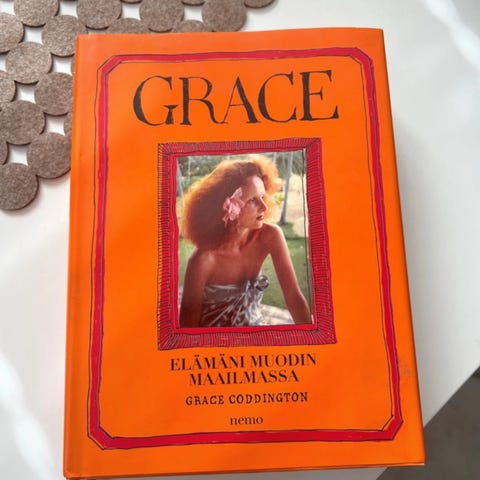 GRACE
ELÄMÄNI MUODIN
MAAILMASSA
GRACE CODDINGTON
nemo